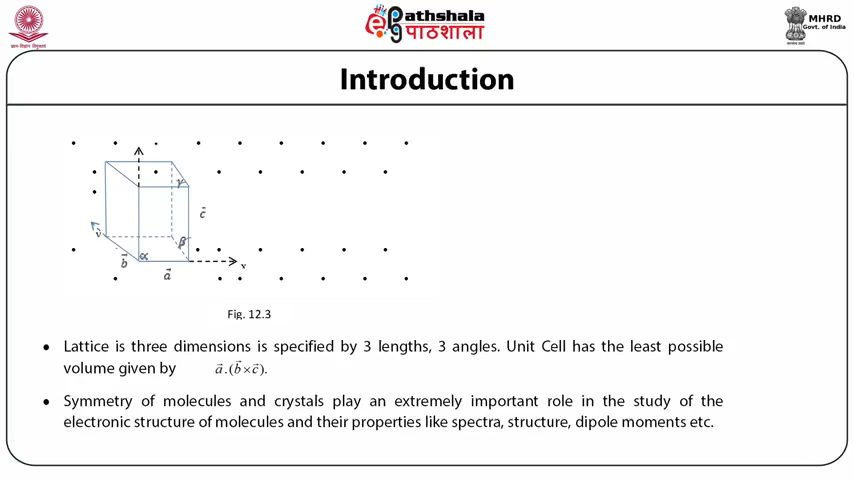 ePathshala
पाठशाला
MHRD
Govt. of India
Introduction
γ
c
β
y
b
α
a
x
Fig. 12.3
• Lattice is three dimensions is specified by 3 lengths, 3 angles. Unit Cell has the least possible
volume given by a⃗.(b⃗×c⃗).
• Symmetry of molecules and crystals play an extremely important role in the study of the
electronic structure of molecules and their properties like spectra, structure, dipole moments etc.